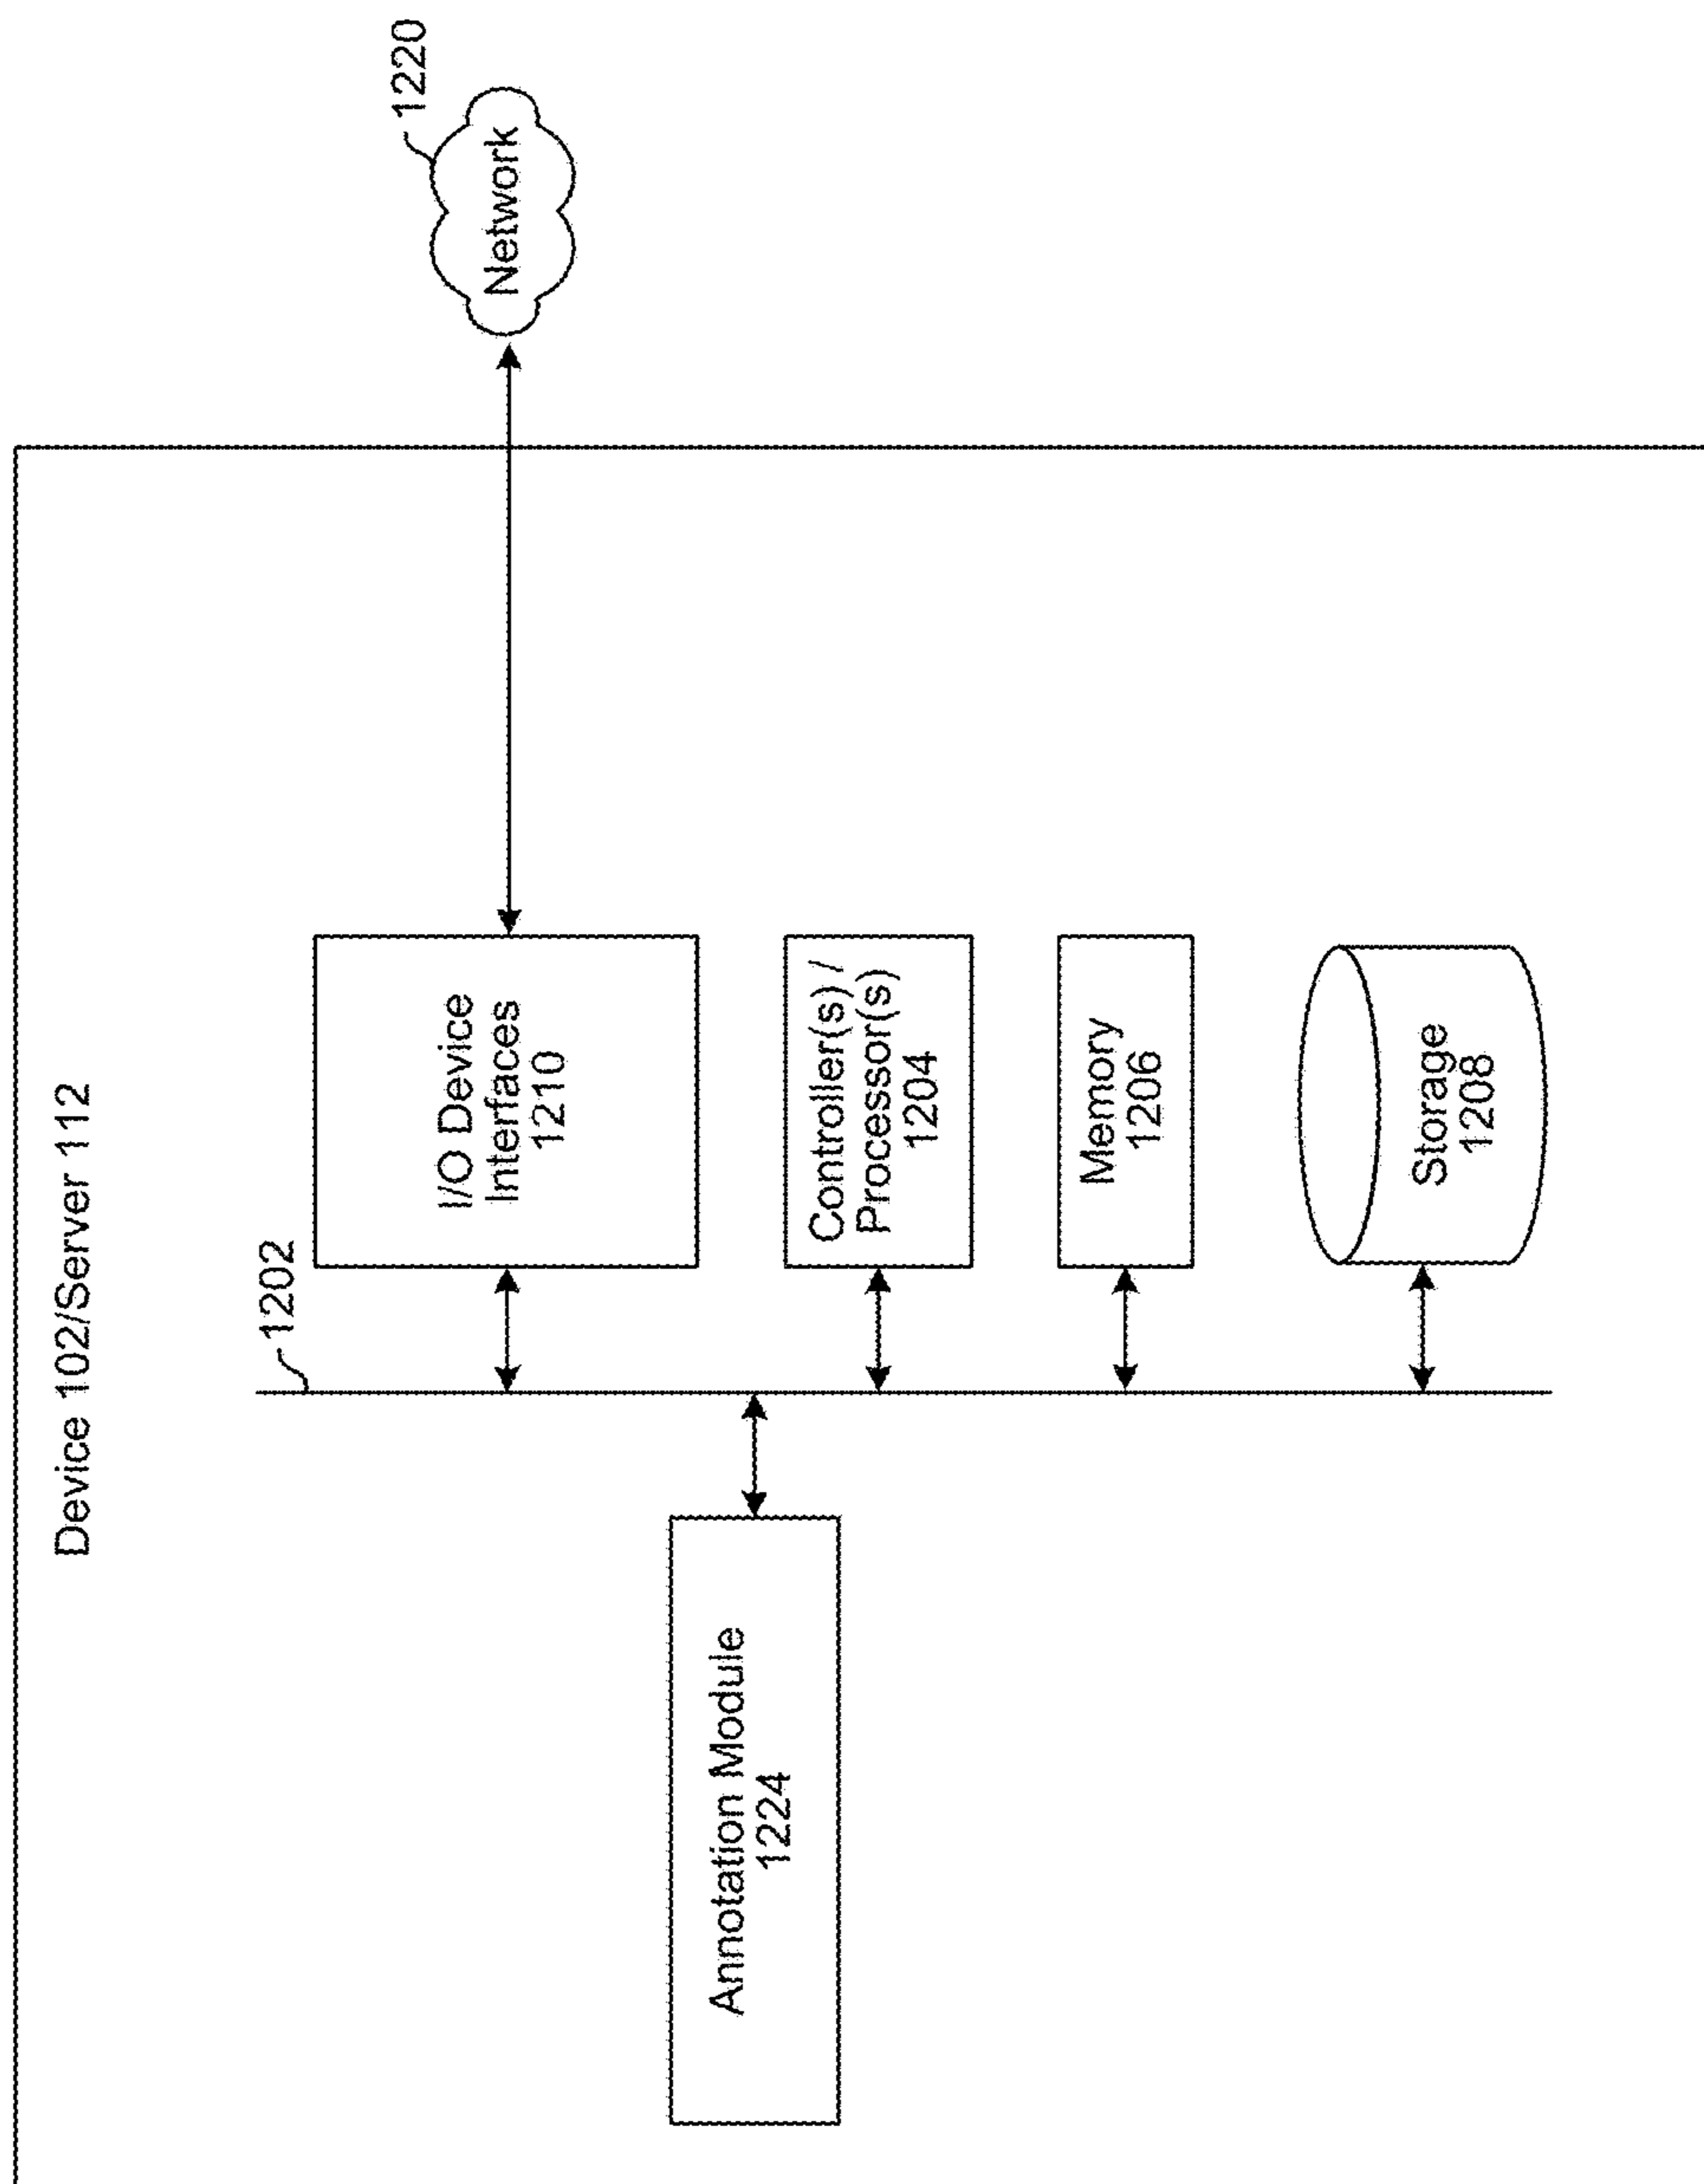 Device 102/Server 112
1202
I/O Device
Interfaces
1210
1220
Network
Annotation Module
1224
Controller(s) /
Processor(s)
1204
Memory
1206
Storage
1208